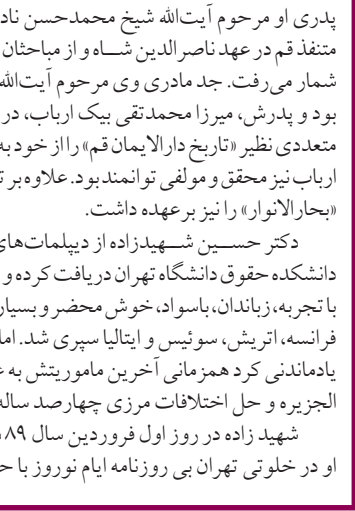 پدری او مرحوم آیت‌الله شیخ محمدحسن ناد
متنفذ قم در عهد ناصرالدین شاه و از مباحثان
شمار می‌رفت. جد مادری وی مرحوم آیت‌الله
بود و پدرش، میرزا محمدتقی بیک ارباب، در
متعددی نظیر «تاریخ دارالایمان قم» را از خود به
ارباب نیز محقق و مولفی توانمند بود. علاوه بر ت
«بحارالانوار» را نیز برعهده داشت.
دکتر حسین شهیدزاده از دیپلمات‌های
دانشکده حقوق دانشگاه تهران دریافت کرده و
با تجربه، زباندان، باسواد، خوش محضر و بسیار
فرانسه، اتریش، سوئیس و ایتالیا سپری شد. اما
یادماندنی کرد همزمانی آخرین ماموریتش به ع
الجزیره و حل اختلافات مرزی چهارصد ساله
شهید زاده در روز اول فروردین سال ۸۹
او در خلوتی تهران بی روزنامه ایام نوروز با ح